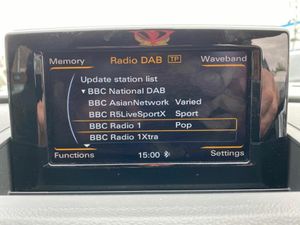 Memory Radio DAB TP Waveband
Update station list
▼ BBC National DAB
BBC AsianNetwork Varied
BBC R5LiveSportX Sport
BBC Radio 1 Pop
BBC Radio 1Xtra
Functions 15:00 Settings